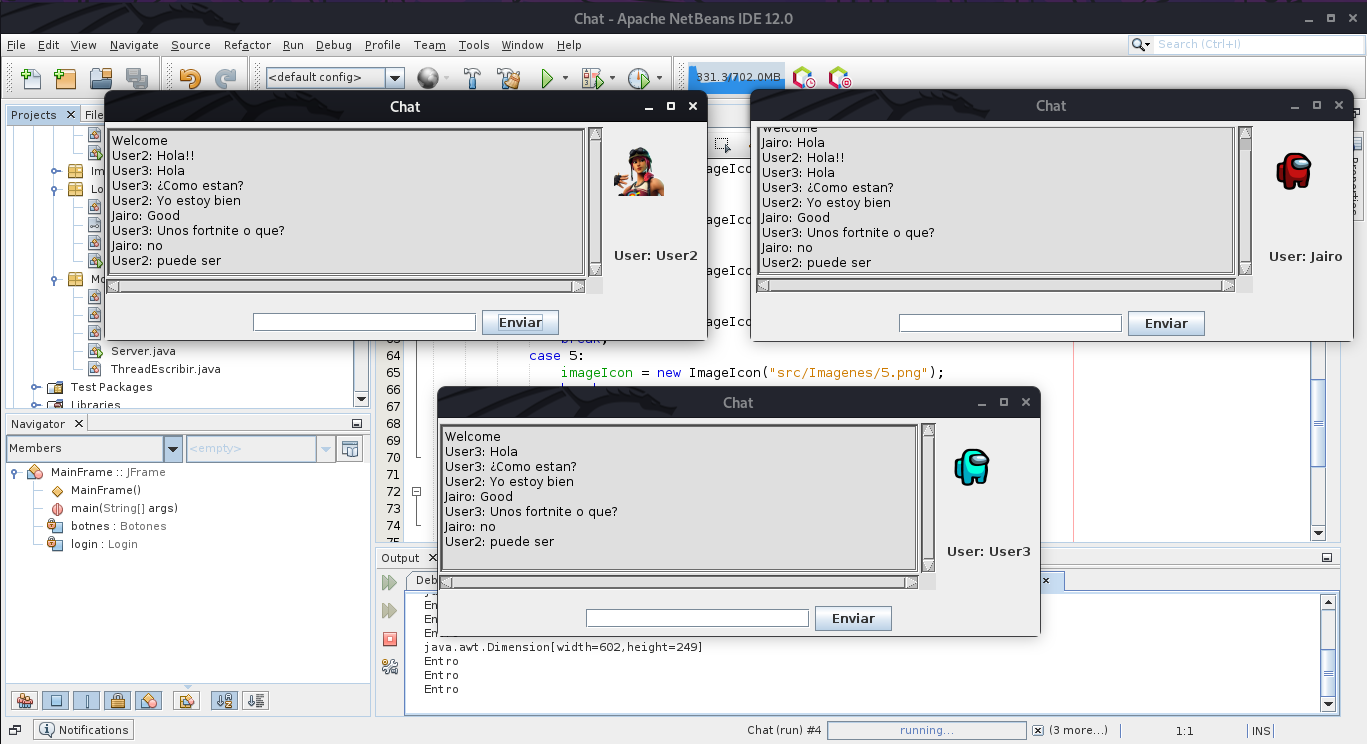 Chat - Apache NetBeans IDE 12.0
File Edit View Navigate Source Refactor Run Debug Profile Team Tools Window Help
Search (Ctrl+I)
<default config>
331.3/702.0MB
Projects
File
Chat
Welcome
User2: Hola!!
User3: Hola
User3: ¿Como estan?
User2: Yo estoy bien
Jairo: Good
User3: Unos fortnite o que?
Jairo: no
User2: puede ser
User: User2
Enviar
Chat
Welcome
Jairo: Hola
User2: Hola!!
User3: Hola
User3: ¿Como estan?
User2: Yo estoy bien
Jairo: Good
User3: Unos fortnite o que?
Jairo: no
User2: puede ser
User: Jairo
Enviar
Im
Lo
Mo
Server.java
ThreadEscribir.java
Test Packages
Libraries
ageIco
ageIco
ageIco
ageIco
63 break;
64 case 5:
65 imageIcon = new ImageIcon("src/Imagenes/5.png");
66
67
68
69
70
71
72
73
74
75
Chat
Welcome
User3: Hola
User3: ¿Como estan?
User2: Yo estoy bien
Jairo: Good
User3: Unos fortnite o que?
Jairo: no
User2: puede ser
User: User3
Enviar
Navigator
Members
<empty>
MainFrame :: JFrame
MainFrame()
main(String[] args)
botnes : Botones
login : Login
Output
Deb
En
En
En
java.awt.Dimension[width=602,height=249]
Entro
Entro
Entro
Notifications
Chat (run) #4
running...
(3 more...)
1:1
INS